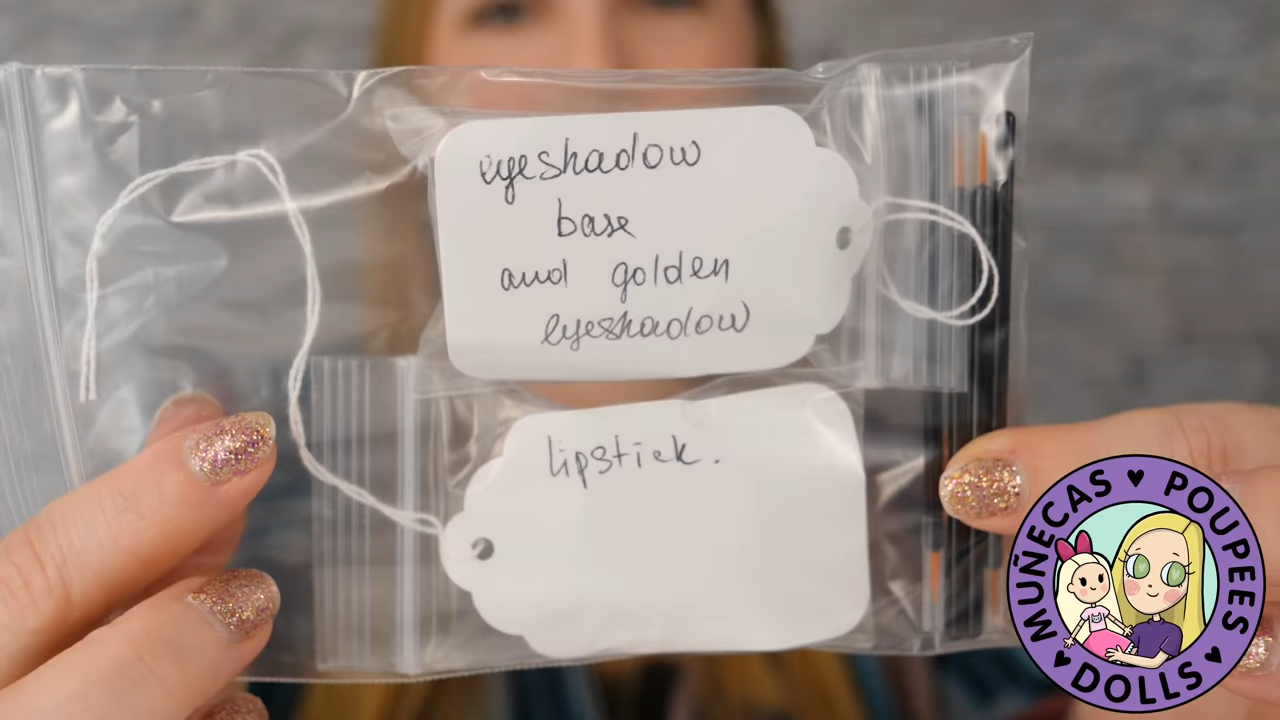 eyeshadow
base
and golden
eyeshadow
lipstick.
MUÑECAS ♥ POUPEES ♥ DOLLS ♥